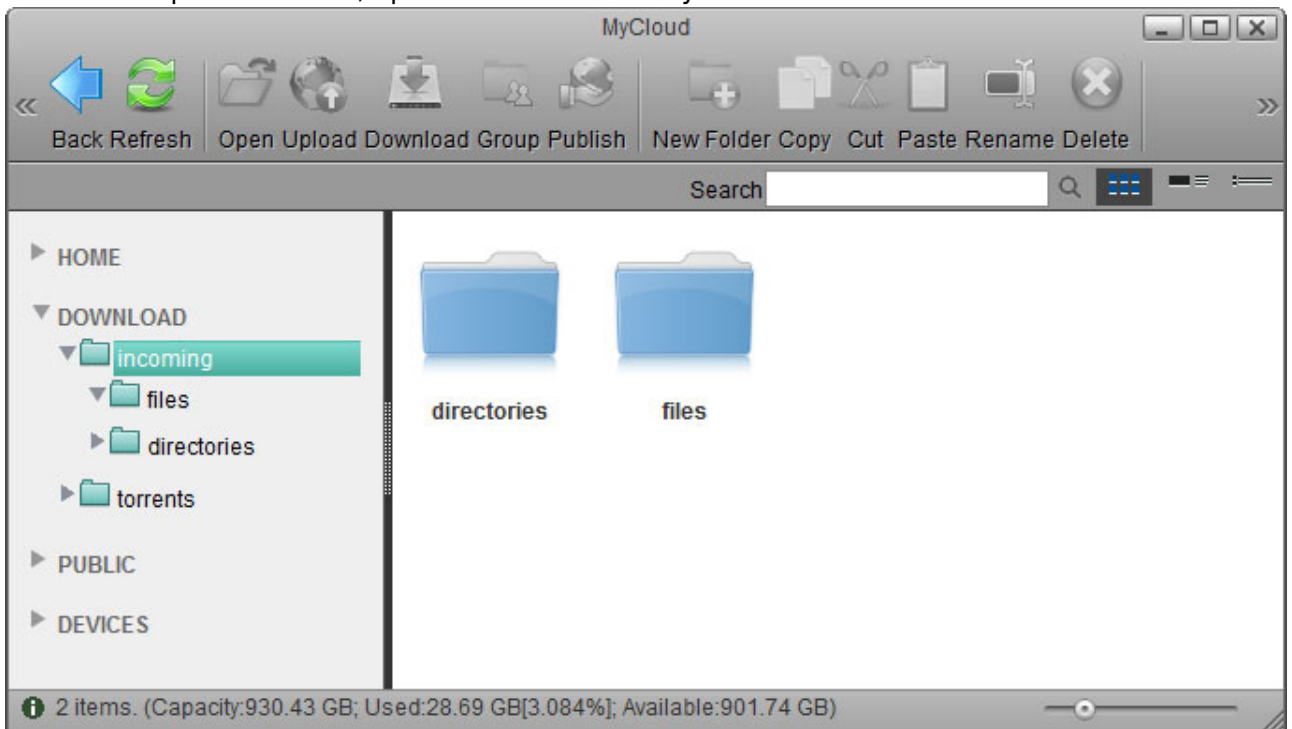 MyCloud
Back Refresh Open Upload Download Group Publish New Folder Copy Cut Paste Rename Delete
Search
HOME
DOWNLOAD
incoming
files
directories
torrents
PUBLIC
DEVICES
directories files
2 items. (Capacity:930.43 GB; Used:28.69 GB[3.084%]; Available:901.74 GB)